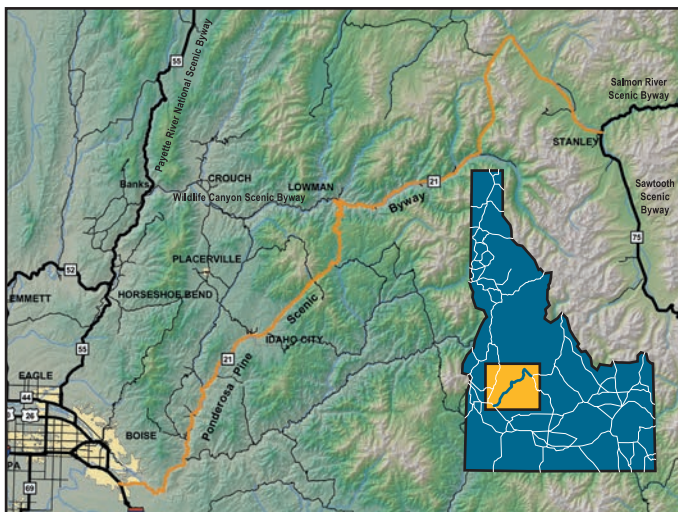 55
Payette River National Scenic Byway
Salmon River
Scenic Byway
STANLEY
CROUCH
LOWMAN
Banks
Wildlife Canyon Scenic Byway
21
Byway
Sawtooth
Scenic
Byway
75
PLACERVILLE
52
EMMETT
HORSESHOE BEND
Scenic
IDAHO CITY
21
Ponderosa Pine
55
EAGLE
44
26
BOISE
PA
69